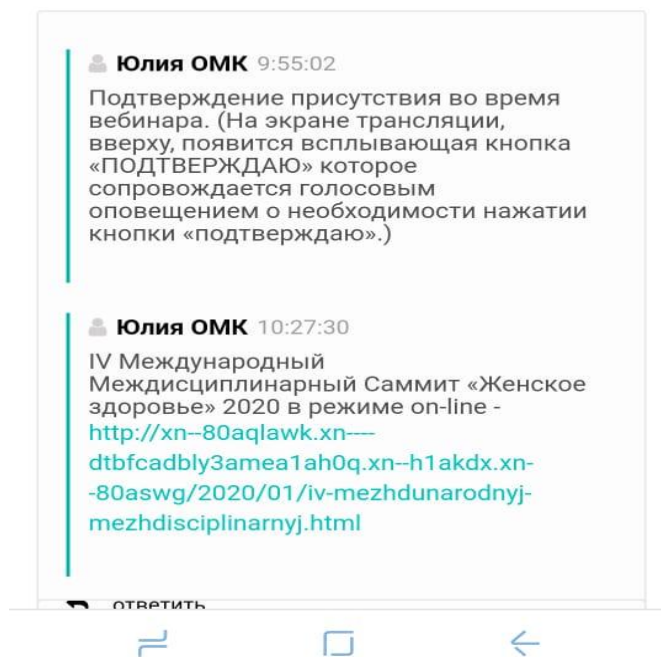 Юлия ОМК 9:55:02
Подтверждение присутствия во время
вебинара. (На экране трансляции,
вверху, появится всплывающая кнопка
«ПОДТВЕРЖДАЮ» которое
сопровождается голосовым
оповещением о необходимости нажатии
кнопки «подтверждаю».)
Юлия ОМК 10:27:30
IV Международный
Междисциплинарный Саммит «Женское
здоровье» 2020 в режиме on-line -
http://xn--80aqlawk.xn----
dtbfcadbly3amea1ah0q.xn--h1akdx.xn-
-80aswg/2020/01/iv-mezhdunarodnyj-
mezhdisciplinarnyj.html
ответить